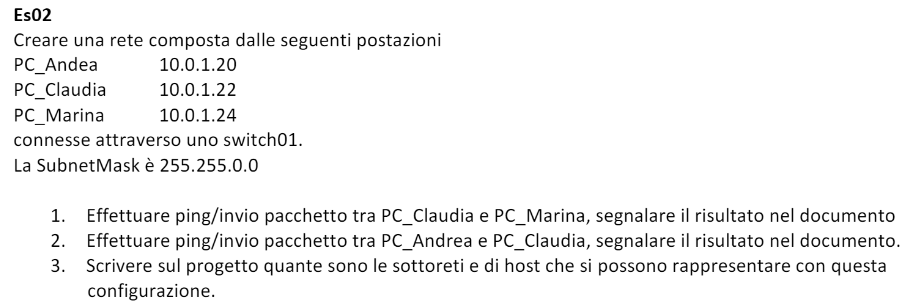 Es02
Creare una rete composta dalle seguenti postazioni
PC_Andea 10.0.1.20
PC_Claudia 10.0.1.22
PC_Marina 10.0.1.24
connesse attraverso uno switch01.
La SubnetMask è 255.255.0.0
1. Effettuare ping/invio pacchetto tra PC_Claudia e PC_Marina, segnalare il risultato nel documento
2. Effettuare ping/invio pacchetto tra PC_Andrea e PC_Claudia, segnalare il risultato nel documento.
3. Scrivere sul progetto quante sono le sottoreti e di host che si possono rappresentare con questa
configurazione.